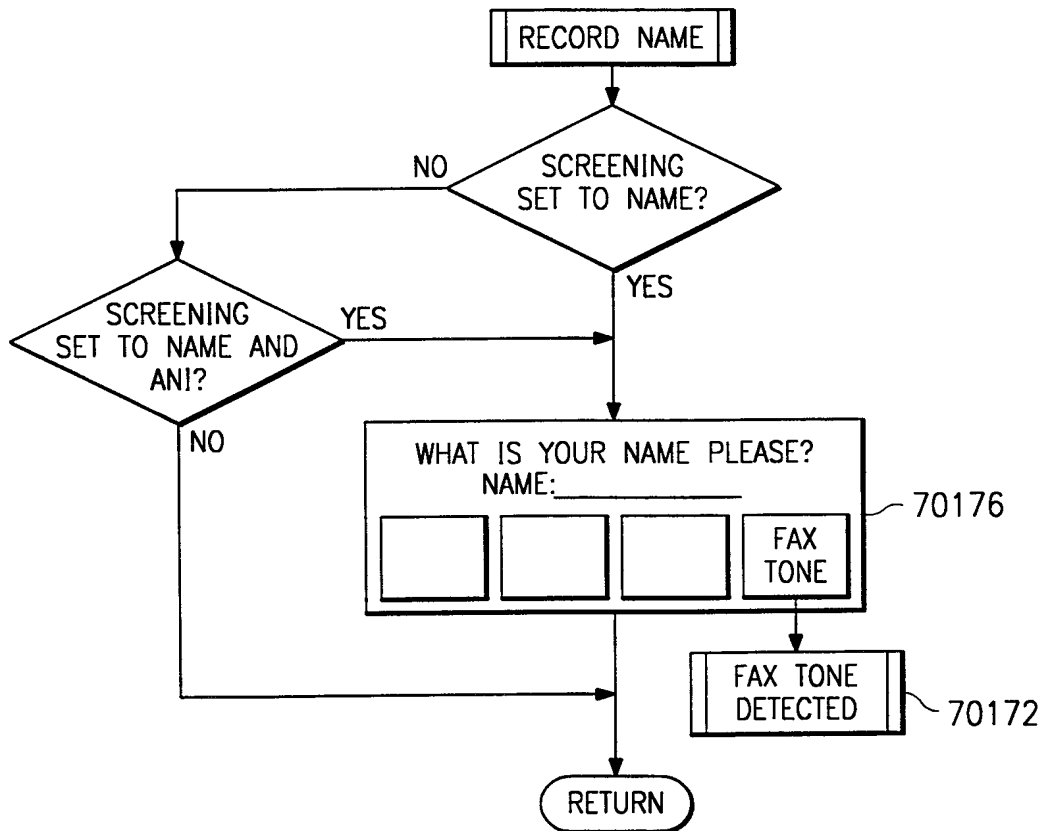 RECORD NAME
SCREENING
SET TO NAME?
NO
YES
SCREENING
SET TO NAME AND
ANI?
YES
NO
WHAT IS YOUR NAME PLEASE?
NAME:
FAX
TONE
70176
FAX TONE
DETECTED
70172
RETURN